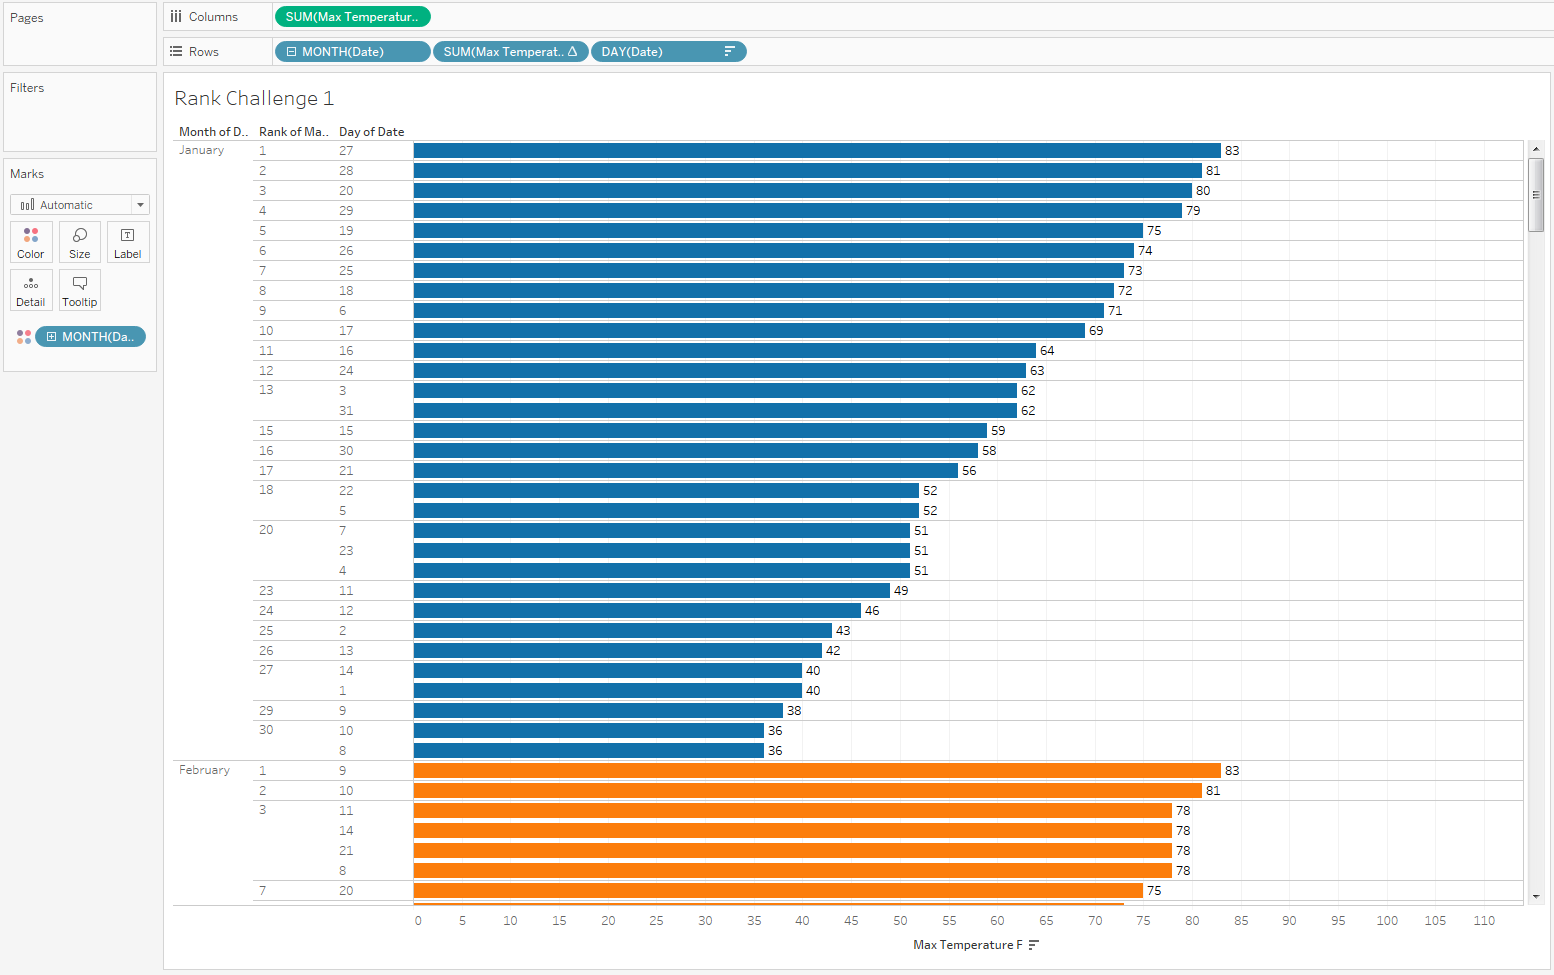 Pages
Columns SUM(Max Temperatur..
Rows MONTH(Date) SUM(Max Temperat.. Δ DAY(Date)
Filters
Marks
Automatic
Color Size Label
Detail Tooltip
MONTH(Da..
Rank Challenge 1
Month of D.. Rank of Ma.. Day of Date
January 1 27 83
2 28 81
3 20 80
4 29 79
5 19 75
6 26 74
7 25 73
8 18 72
9 6 71
10 17 69
11 16 64
12 24 63
13 3 62
31 62
15 15 59
16 30 58
17 21 56
18 22 52
5 52
20 7 51
23 51
4 51
23 11 49
24 12 46
25 2 43
26 13 42
27 14 40
1 40
29 9 38
30 10 36
8 36
February 1 9 83
2 10 81
3 11 78
14 78
21 78
8 78
7 20 75
0 5 10 15 20 25 30 35 40 45 50 55 60 65 70 75 80 85 90 95 100 105 110
Max Temperature F